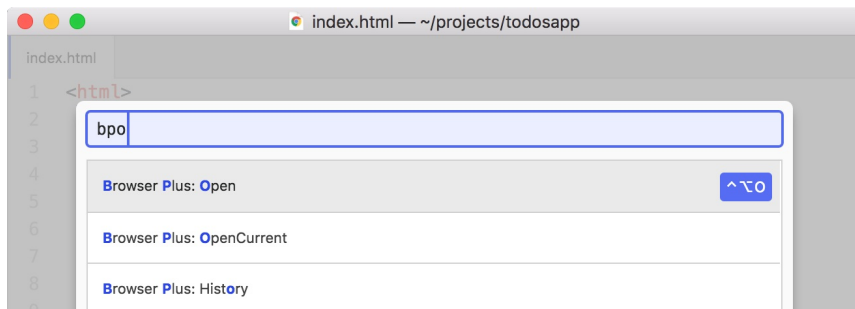 index.html — ~/projects/todosapp
index.html
1 <html>
2
bpo
3
4
Browser Plus: Open ^⌥O
5
6
Browser Plus: OpenCurrent
7
8
Browser Plus: History